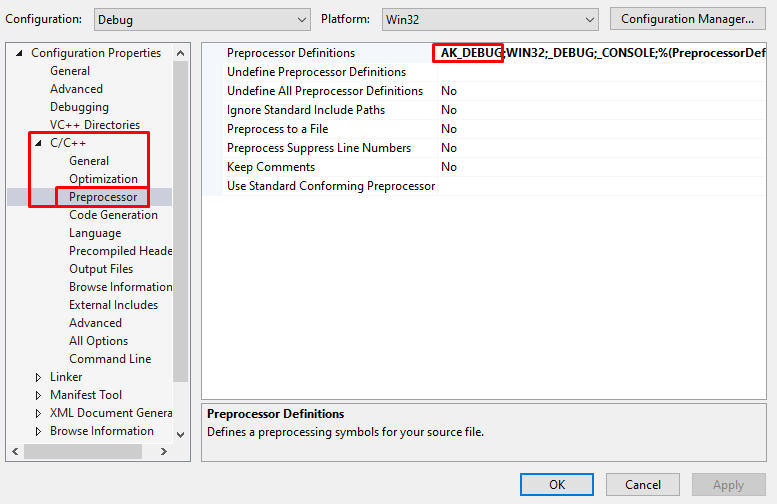 Configuration: Debug Platform: Win32 Configuration Manager...
Configuration Properties
General
Advanced
Debugging
VC++ Directories
C/C++
General
Optimization
Preprocessor
Code Generation
Language
Precompiled Heade
Output Files
Browse Information
External Includes
Advanced
All Options
Command Line
Linker
Manifest Tool
XML Document Genera
Browse Information
Preprocessor Definitions AK_DEBUG;WIN32;_DEBUG;_CONSOLE;%(PreprocessorDef
Undefine Preprocessor Definitions
Undefine All Preprocessor Definitions No
Ignore Standard Include Paths No
Preprocess to a File No
Preprocess Suppress Line Numbers No
Keep Comments No
Use Standard Conforming Preprocessor
Preprocessor Definitions
Defines a preprocessing symbols for your source file.
OK Cancel Apply